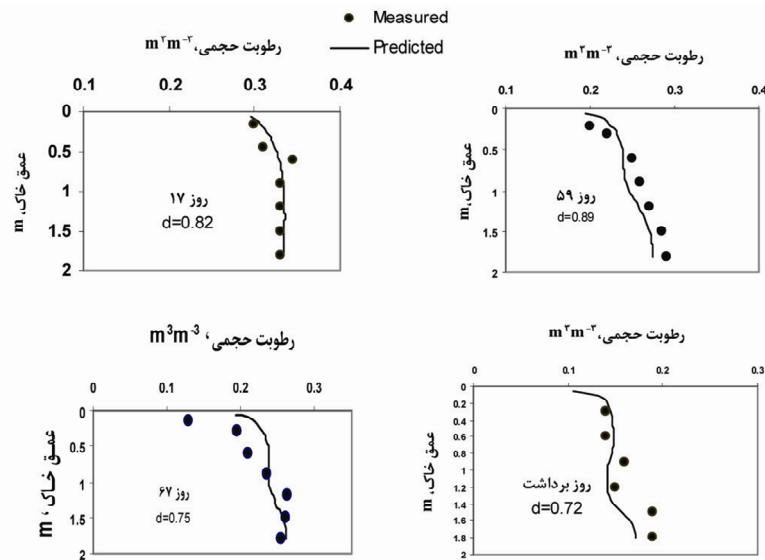 Measured
Predicted
رطوبت حجمی، m³m⁻³
0.1 0.2 0.3 0.4
0
0.5
1
1.5
2
عمق خاک، m
روز ۱۷
d=0.82
رطوبت حجمی، m³m⁻³
0.1 0.2 0.3 0.4
0
0.5
1
1.5
2
عمق خاک، m
روز ۵۹
d=0.89
رطوبت حجمی، m³m⁻³
0 0.1 0.2 0.3
0
0.5
1
1.5
2
عمق خاک، m
روز ۶۷
d=0.75
رطوبت حجمی، m³m⁻³
0 0.1 0.2 0.3
0
0.2
0.4
0.6
0.8
1
1.2
1.4
1.6
1.8
2
عمق خاک، m
روز برداشت
d=0.72